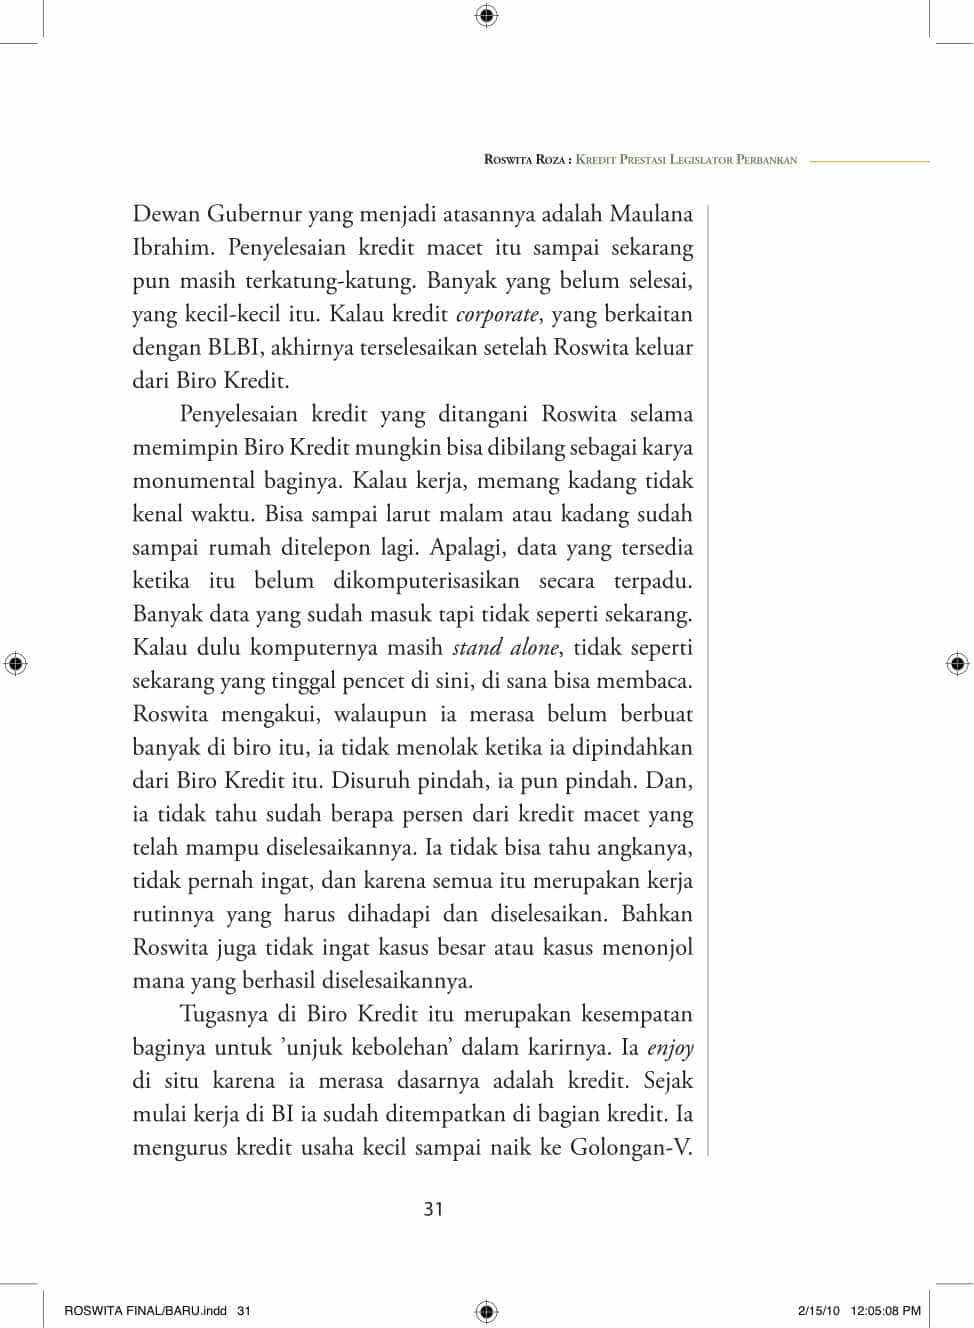 Roswita Roza : Kredit Prestasi Legislator Perbankan
Dewan Gubernur yang menjadi atasannya adalah Maulana
Ibrahim. Penyelesaian kredit macet itu sampai sekarang
pun masih terkatung-katung. Banyak yang belum selesai,
yang kecil-kecil itu. Kalau kredit corporate, yang berkaitan
dengan BLBI, akhirnya terselesaikan setelah Roswita keluar
dari Biro Kredit.
Penyelesaian kredit yang ditangani Roswita selama
memimpin Biro Kredit mungkin bisa dibilang sebagai karya
monumental baginya. Kalau kerja, memang kadang tidak
kenal waktu. Bisa sampai larut malam atau kadang sudah
sampai rumah ditelepon lagi. Apalagi, data yang tersedia
ketika itu belum dikomputerisasikan secara terpadu.
Banyak data yang sudah masuk tapi tidak seperti sekarang.
Kalau dulu komputernya masih stand alone, tidak seperti
sekarang yang tinggal pencet di sini, di sana bisa membaca.
Roswita mengakui, walaupun ia merasa belum berbuat
banyak di biro itu, ia tidak menolak ketika ia dipindahkan
dari Biro Kredit itu. Disuruh pindah, ia pun pindah. Dan,
ia tidak tahu sudah berapa persen dari kredit macet yang
telah mampu diselesaikannya. Ia tidak bisa tahu angkanya,
tidak pernah ingat, dan karena semua itu merupakan kerja
rutinnya yang harus dihadapi dan diselesaikan. Bahkan
Roswita juga tidak ingat kasus besar atau kasus menonjol
mana yang berhasil diselesaikannya.
Tugasnya di Biro Kredit itu merupakan kesempatan
baginya untuk ’unjuk kebolehan’ dalam karirnya. Ia enjoy
di situ karena ia merasa dasarnya adalah kredit. Sejak
mulai kerja di BI ia sudah ditempatkan di bagian kredit. Ia
mengurus kredit usaha kecil sampai naik ke Golongan-V.
31
ROSWITA FINAL/BARU.indd 31
2/15/10 12:05:08 PM